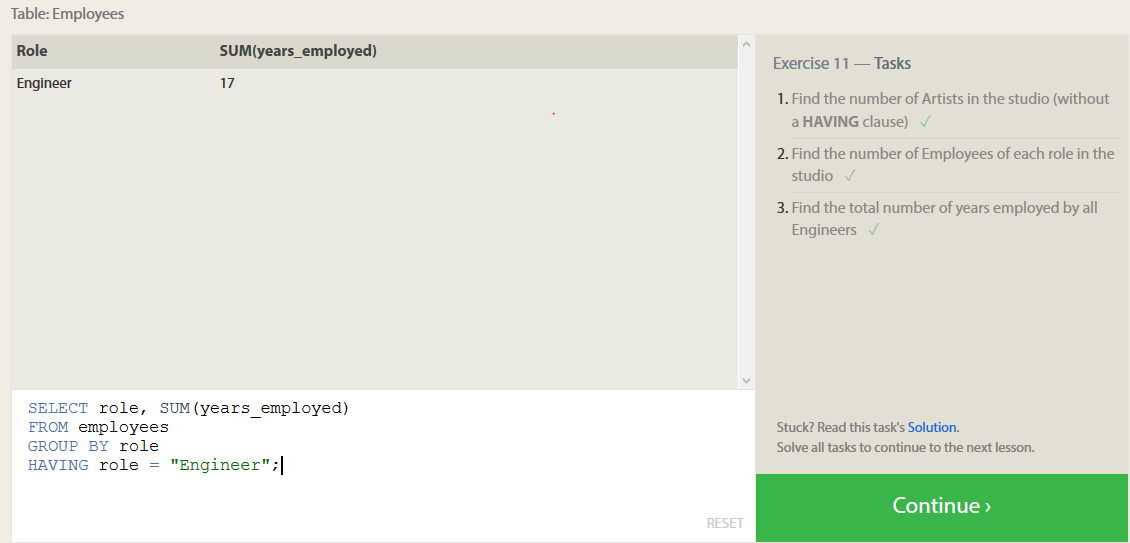 Table: Employees
Role SUM(years_employed)
Engineer 17
SELECT role, SUM(years_employed)
FROM employees
GROUP BY role
HAVING role = "Engineer";
RESET
Exercise 11 — Tasks
1. Find the number of Artists in the studio (without
a HAVING clause) ✓
2. Find the number of Employees of each role in the
studio ✓
3. Find the total number of years employed by all
Engineers ✓
Stuck? Read this task's Solution.
Solve all tasks to continue to the next lesson.
Continue ›